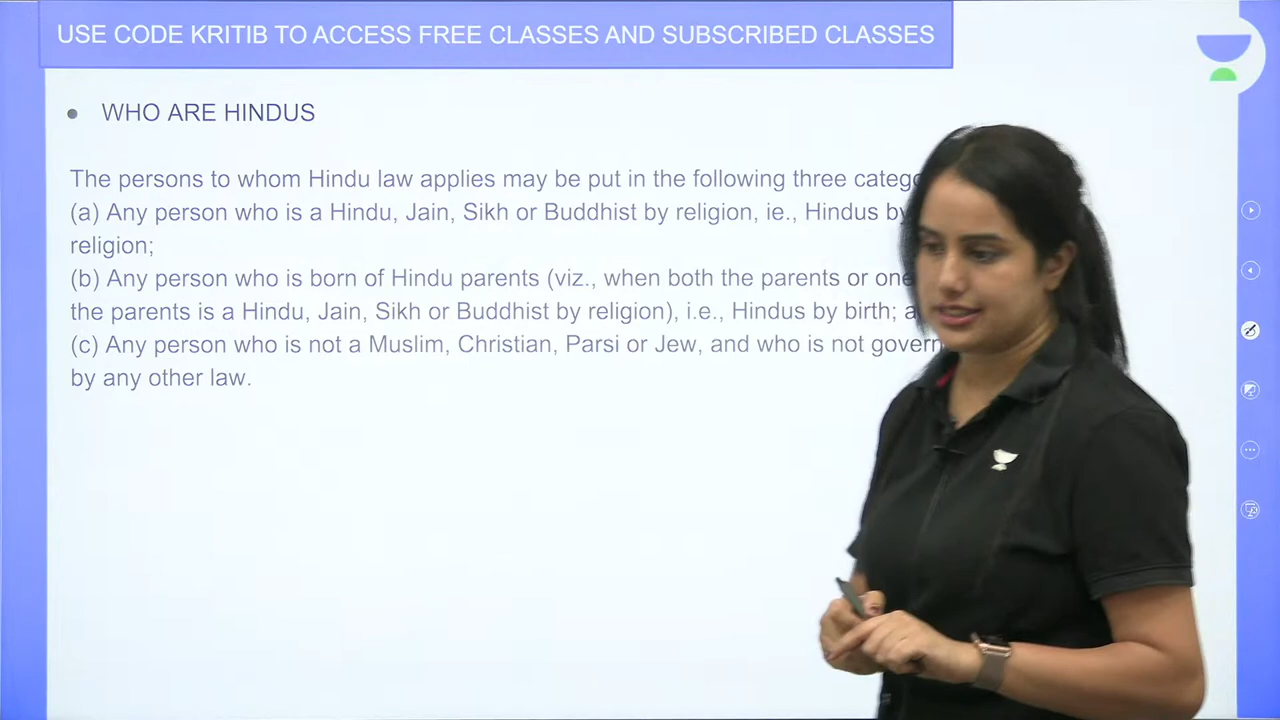 USE CODE KRITIB TO ACCESS FREE CLASSES AND SUBSCRIBED CLASSES
WHO ARE HINDUS
The persons to whom Hindu law applies may be put in the following three
(a) Any person who is a Hindu, Jain, Sikh or Buddhist by religion, ie., Hindus by
religion;
(b) Any person who is born of Hindu parents (viz., when both the parents or one
the parents is a Hindu, Jain, Sikh or Buddhist by religion), i.e., Hindus by birth;
(c) Any person who is not a Muslim, Christian, Parsi or Jew, and who is not
by any other law.